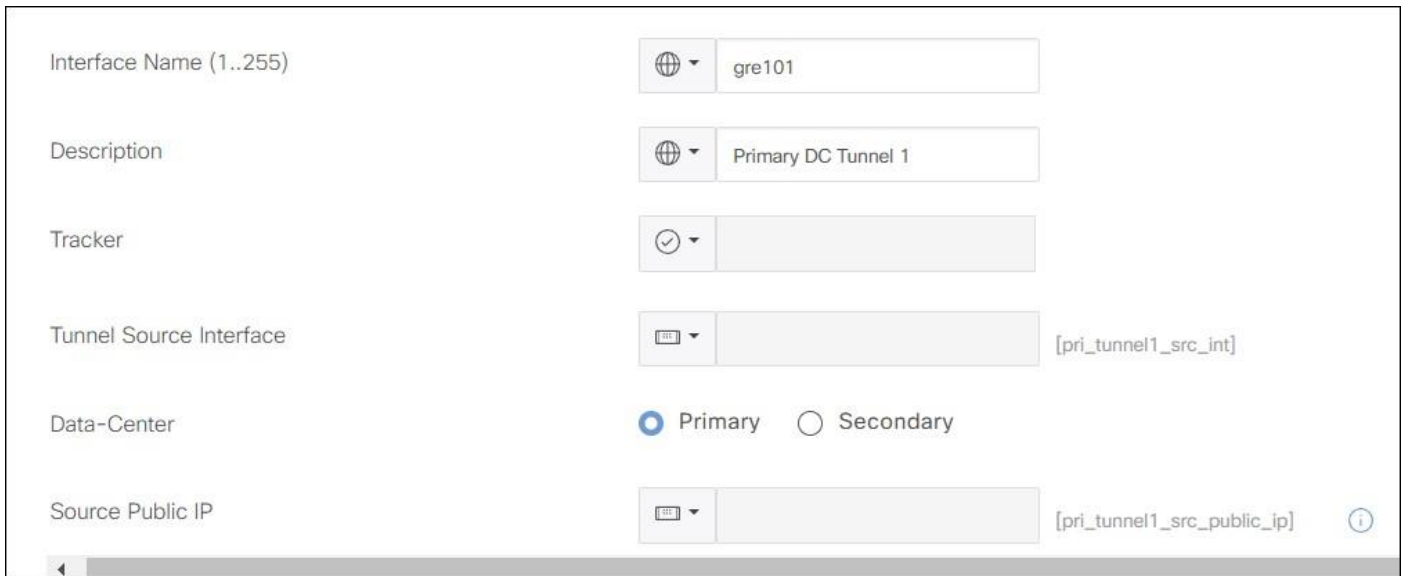 Interface Name (1..255)
gre101
Description
Primary DC Tunnel 1
Tracker
Tunnel Source Interface
[pri_tunnel1_src_int]
Data-Center
Primary Secondary
Source Public IP
[pri_tunnel1_src_public_ip]